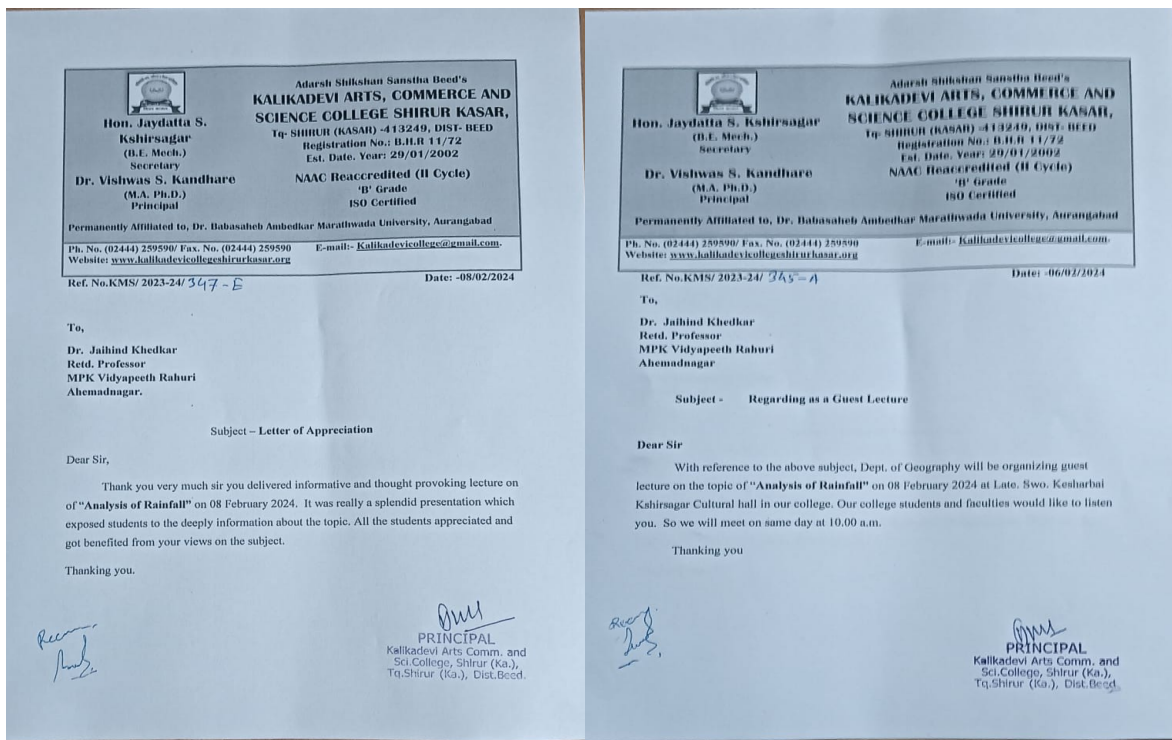 Hon. Jaydatta S.
Kshirsagar
(B.E. Mech.)
Secretary
Dr. Vishwas S. Kandhare
(M.A. Ph.D.)
Principal
Adarsh Shikshan Sanstha Beed's
KALIKADEVI ARTS, COMMERCE AND
SCIENCE COLLEGE SHIRUR KASAR,
Tq- SHIRUR (KASAR) -413249, DIST- BEED
Registration No.: B.H.R 11/72
Est. Date. Year: 29/01/2002
NAAC Reaccredited (II Cycle)
'B' Grade
ISO Certified
Permanently Affiliated to, Dr. Babasaheb Ambedkar Marathwada University, Aurangabad
Ph. No. (02444) 259590/ Fax. No. (02444) 259590 E-mail:- Kalikadevicollege@gmail.com.
Website: www.kalikadevicollegeshirurkasar.org
Ref. No.KMS/ 2023-24/ 347-E Date: -08/02/2024
To,
Dr. Jaihind Khedkar
Retd. Professor
MPK Vidyapeeth Rahuri
Ahemadnagar.
Subject – Letter of Appreciation
Dear Sir,
Thank you very much sir you delivered informative and thought provoking lecture on
of "Analysis of Rainfall" on 08 February 2024. It was really a splendid presentation which
exposed students to the deeply information about the topic. All the students appreciated and
got benefited from your views on the subject.
Thanking you.
PRINCIPAL
Kalikadevi Arts Comm. and
Sci.College, Shirur (Ka.),
Tq.Shirur (Ka.), Dist.Beed.
Hon. Jaydatta S. Kshirsagar
(B.E. Mech.)
Secretary
Dr. Vishwas S. Kandhare
(M.A. Ph.D.)
Principal
Adarsh Shikshan Sanstha Beed's
KALIKADEVI ARTS, COMMERCE AND
SCIENCE COLLEGE SHIRUR KASAR,
Tq- SHIRUR (KASAR) -413249, DIST- BEED
Registration No.: B.H.R 11/72
Est. Date. Year: 29/01/2002
NAAC Reaccredited (II Cycle)
'B' Grade
ISO Certified
Permanently Affiliated to, Dr. Babasaheb Ambedkar Marathwada University, Aurangabad
Ph. No. (02444) 259590/ Fax. No. (02444) 259590 E-mail:- Kalikadevicollege@gmail.com.
Website: www.kalikadevicollegeshirurkasar.org
Ref. No.KMS/ 2023-24/ 345-A Date: -06/02/2024
To,
Dr. Jaihind Khedkar
Retd. Professor
MPK Vidyapeeth Rahuri
Ahemadnagar
Subject - Regarding as a Guest Lecture
Dear Sir
With reference to the above subject, Dept. of Geography will be organizing guest
lecture on the topic of "Analysis of Rainfall" on 08 February 2024 at Late. Swo. Kesharbai
Kshirsagar Cultural hall in our college. Our college students and faculties would like to listen
you. So we will meet on same day at 10.00 a.m.
Thanking you
PRINCIPAL
Kalikadevi Arts Comm. and
Sci.College, Shirur (Ka.),
Tq.Shirur (Ka.), Dist.Beed.